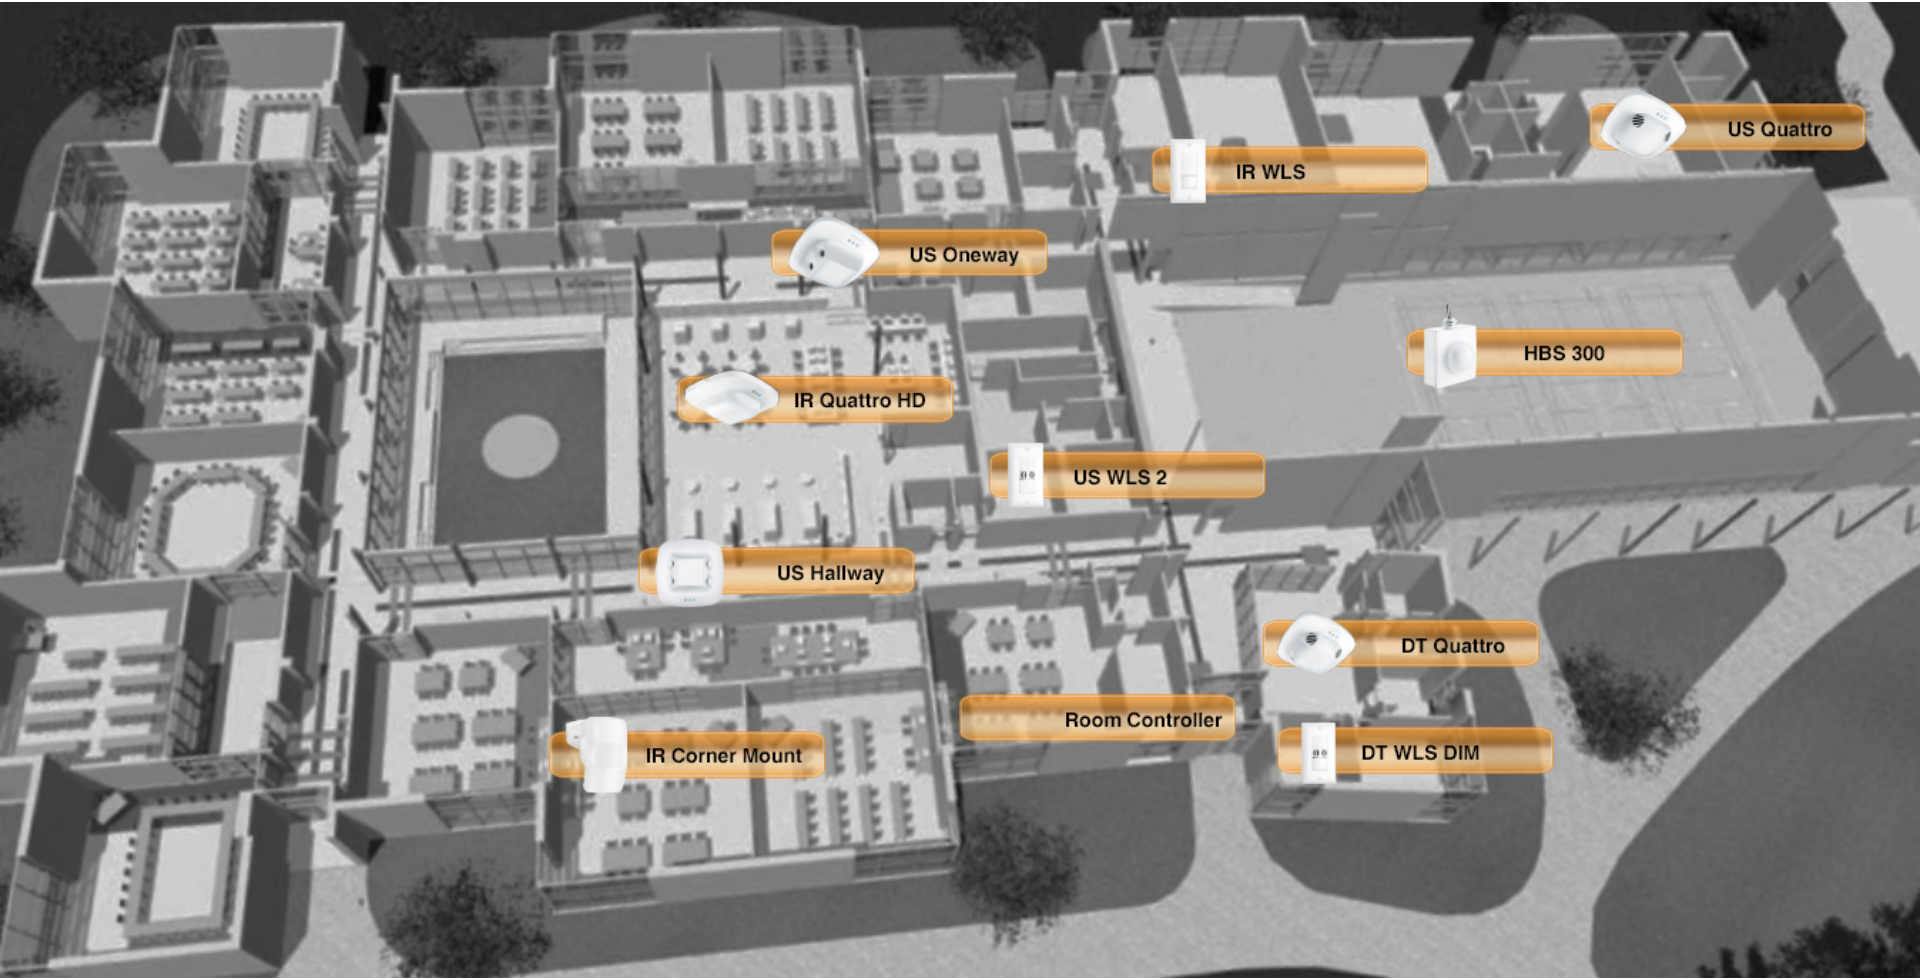 US Quattro
IR WLS
US Oneway
HBS 300
IR Quattro HD
US WLS 2
US Hallway
DT Quattro
Room Controller
IR Corner Mount
DT WLS DIM